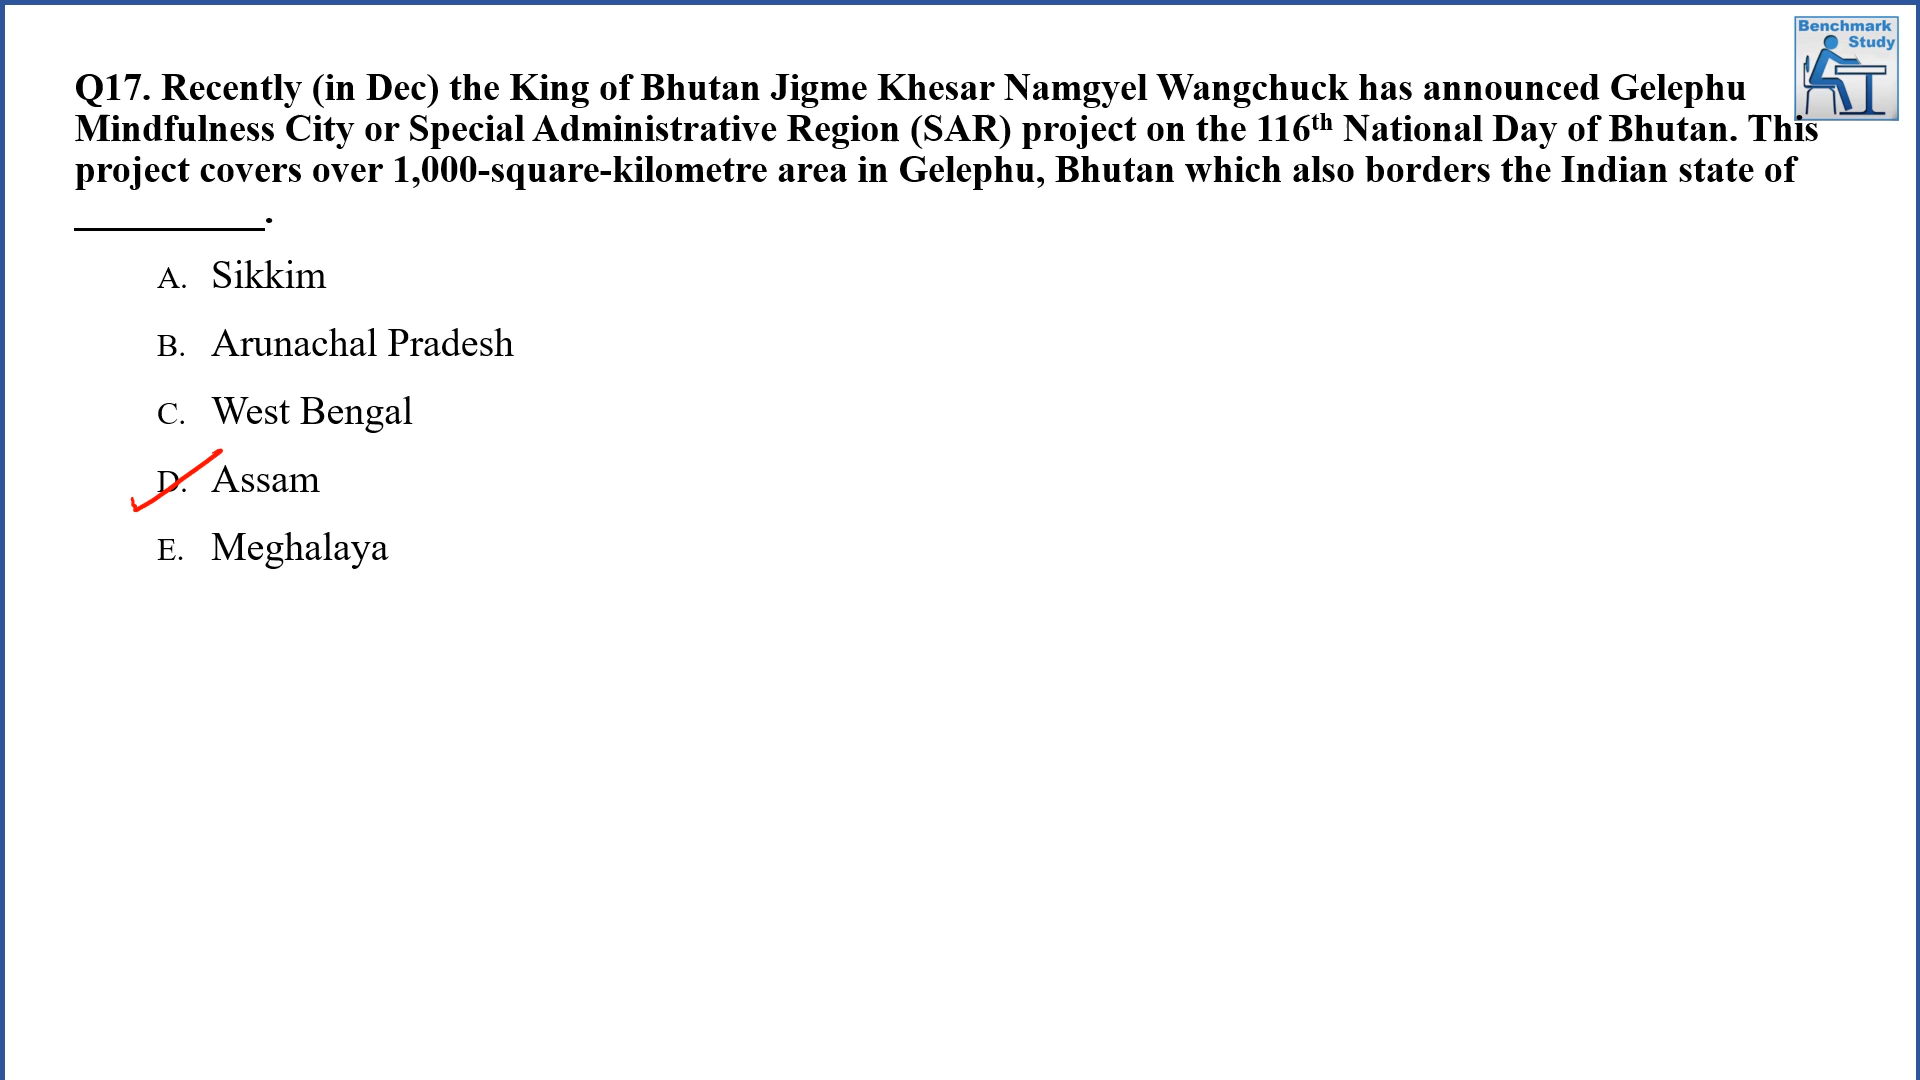 Benchmark
Study
Q17. Recently (in Dec) the King of Bhutan Jigme Khesar Namgyel Wangchuck has announced Gelephu
Mindfulness City or Special Administrative Region (SAR) project on the 116th National Day of Bhutan. This
project covers over 1,000-square-kilometre area in Gelephu, Bhutan which also borders the Indian state of
__________.
A. Sikkim
B. Arunachal Pradesh
C. West Bengal
D. Assam
E. Meghalaya